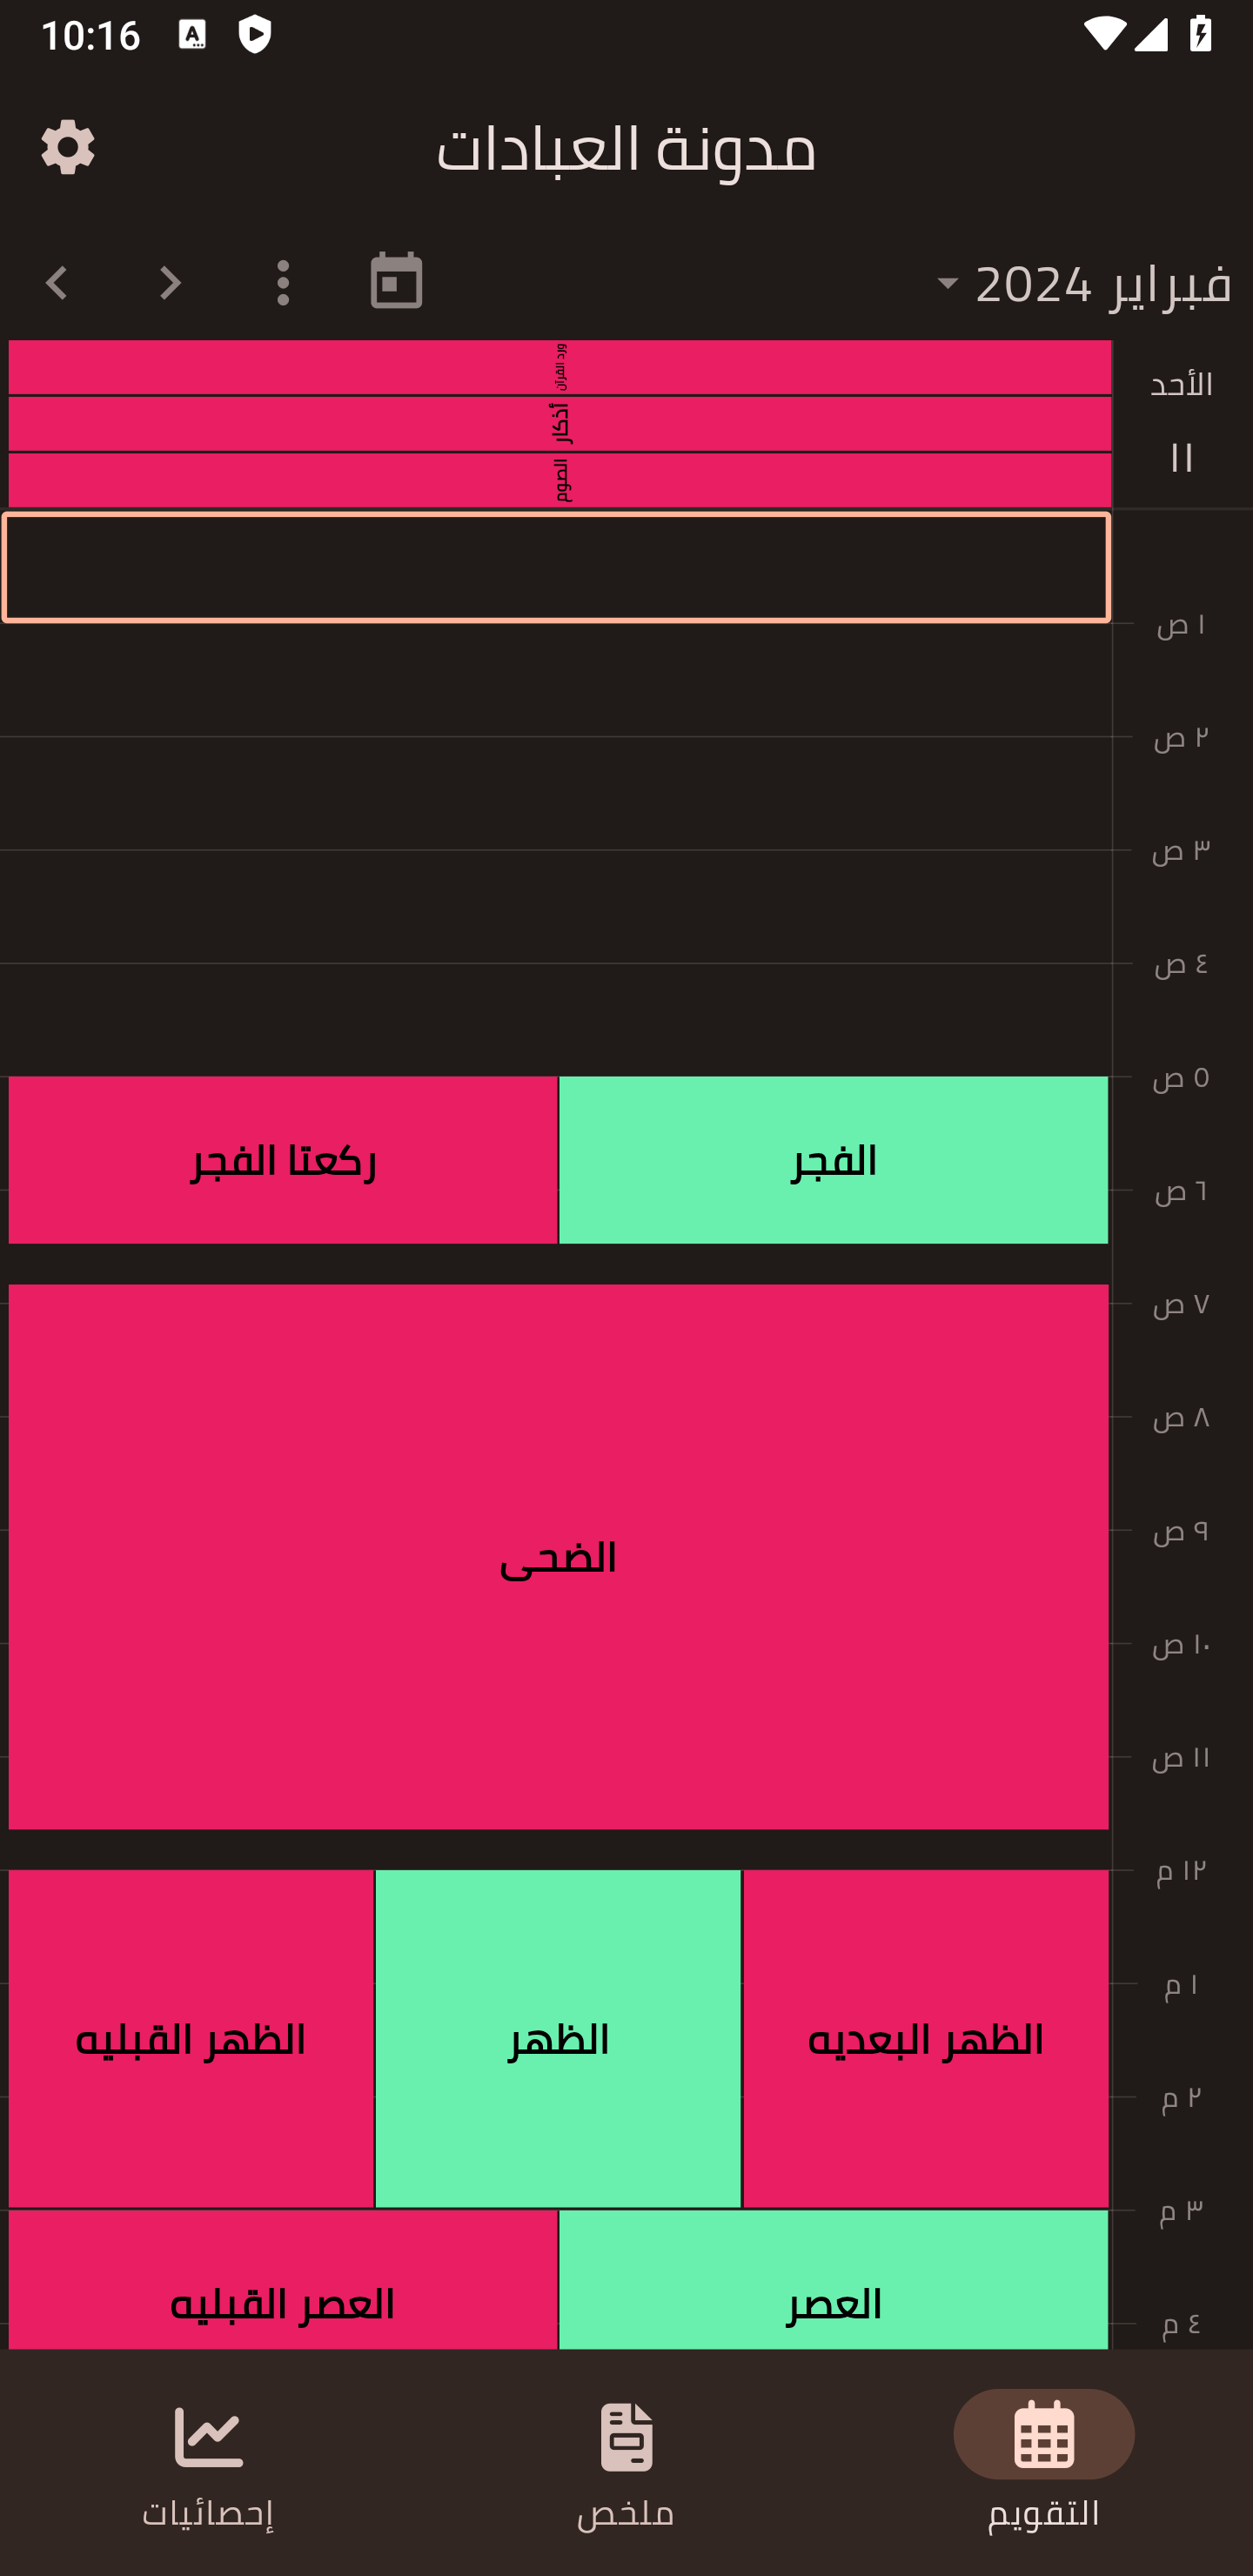 10:16
مدونة العبادات
فبراير 2024
الأحد
١١
ورد القرآن
أذكار
الصوم
١ ص
٢ ص
٣ ص
٤ ص
٥ ص
الفجر
ركعتا الفجر
٦ ص
٧ ص
٨ ص
٩ ص
الضحى
١٠ ص
١١ ص
١٢ م
١ م
الظهر البعديه
الظهر
الظهر القبليه
٢ م
٣ م
العصر
العصر القبليه
٤ م
التقويم
ملخص
إحصائيات